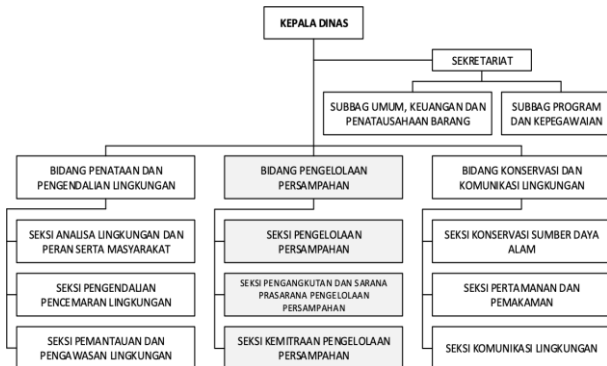 KEPALA DINAS
SEKRETARIAT
SUBBAG UMUM, KEUANGAN DAN
PENATAUSAHAAN BARANG
SUBBAG PROGRAM
DAN KEPEGAWAIAN
BIDANG PENATAAN DAN
PENGENDALIAN LINGKUNGAN
BIDANG PENGELOLAAN
PERSAMPAHAN
BIDANG KONSERVASI DAN
KOMUNIKASI LINGKUNGAN
SEKSI ANALISA LINGKUNGAN DAN
PERAN SERTA MASYARAKAT
SEKSI PENGELOLAAN
PERSAMPAHAN
SEKSI KONSERVASI SUMBER DAYA
ALAM
SEKSI PENGENDALIAN
PENCEMARAN LINGKUNGAN
SEKSI PENGANGKUTAN DAN SARANA
PRASARANA PENGELOLAAN
PERSAMPAHAN
SEKSI PERTAMANAN DAN
PEMAKAMAN
SEKSI PEMANTAUAN DAN
PENGAWASAN LINGKUNGAN
SEKSI KEMITRAAN PENGELOLAAN
PERSAMPAHAN
SEKSI KOMUNIKASI LINGKUNGAN